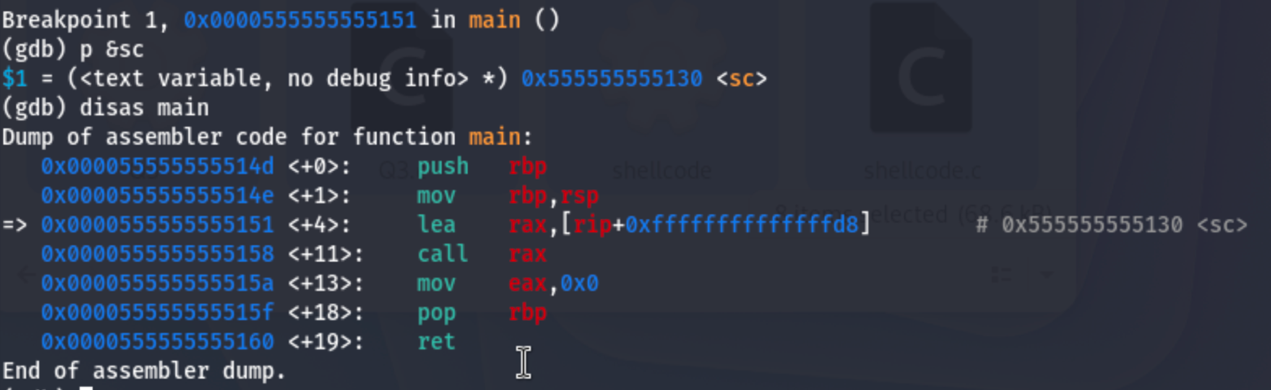 Breakpoint 1, 0x0000555555555151 in main ()
(gdb) p &sc
$1 = (<text variable, no debug info> *) 0x555555555130 <sc>
(gdb) disas main
Dump of assembler code for function main:
   0x000055555555514d <+0>:     push   rbp
   0x000055555555514e <+1>:     mov    rbp,rsp
=> 0x0000555555555151 <+4>:     lea    rax,[rip+0xffffffffffffffd8]        # 0x555555555130 <sc>
   0x0000555555555158 <+11>:    call   rax
   0x000055555555515a <+13>:    mov    eax,0x0
   0x000055555555515f <+18>:    pop    rbp
   0x0000555555555160 <+19>:    ret
End of assembler dump.
shellcode
shellcode.c